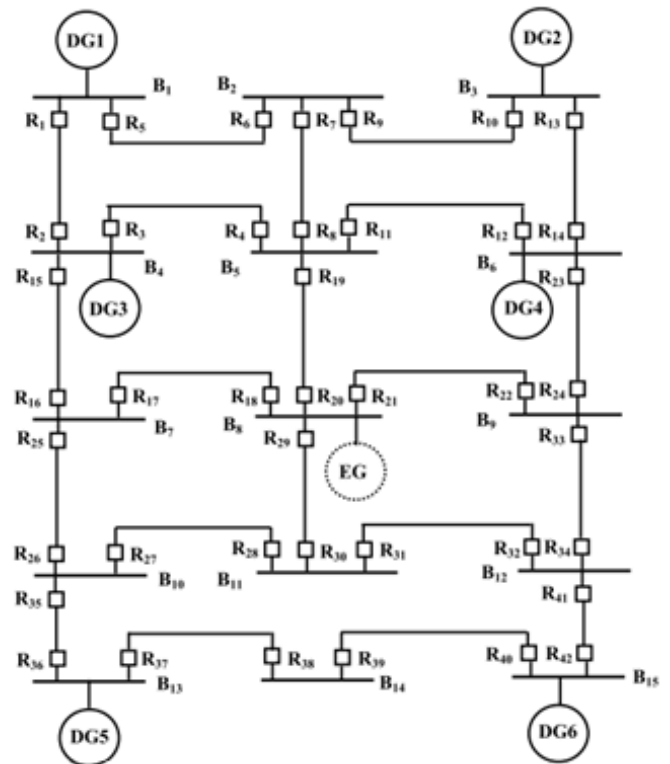 DG1 DG2
B1 B2 B3
R1 R5 R6 R7 R9 R10 R13
R2 R3 R4 R8 R11 R12 R14
B4 B5 B6
R15 R19 R23
DG3 DG4
R16 R17 R18 R20 R21 R22 R24
B7 B8 B9
R25 R29 R33
EG
R26 R27 R28 R30 R31 R32 R34
B10 B11 B12
R35 R41
R36 R37 R38 R39 R40 R42
B13 B14 B15
DG5 DG6